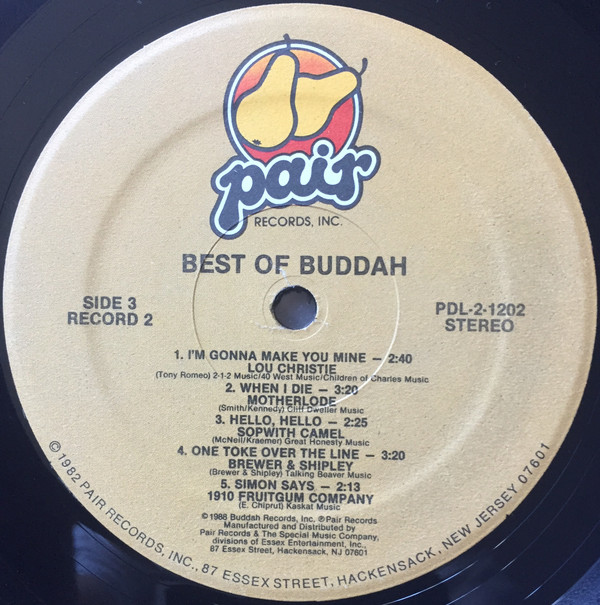 pair
RECORDS, INC.
BEST OF BUDDAH
SIDE 3
RECORD 2
PDL-2-1202
STEREO
1. I'M GONNA MAKE YOU MINE — 2:40
LOU CHRISTIE
(Tony Romeo) 2-1-2 Music/40 West Music/Children of Charles Music
2. WHEN I DIE — 3:20
MOTHERLODE
(Smith/Kennedy) Cliff Dweller Music
3. HELLO, HELLO — 2:25
SOPWITH CAMEL
(McNeil/Kraemer) Great Honesty Music
4. ONE TOKE OVER THE LINE — 3:20
BREWER & SHIPLEY
(Brewer & Shipley) Talking Beaver Music
5. SIMON SAYS — 2:13
1910 FRUITGUM COMPANY
(E. Chiprut) Kaskat Music
©1988 Buddah Records, Inc. ℗Pair Records
Manufactured and Distributed by
Pair Records & The Special Music Company,
divisions of Essex Entertainment, Inc.,
87 Essex Street, Hackensack, NJ 07601
©1982 PAIR RECORDS, INC., 87 ESSEX STREET, HACKENSACK, NEW JERSEY 07601